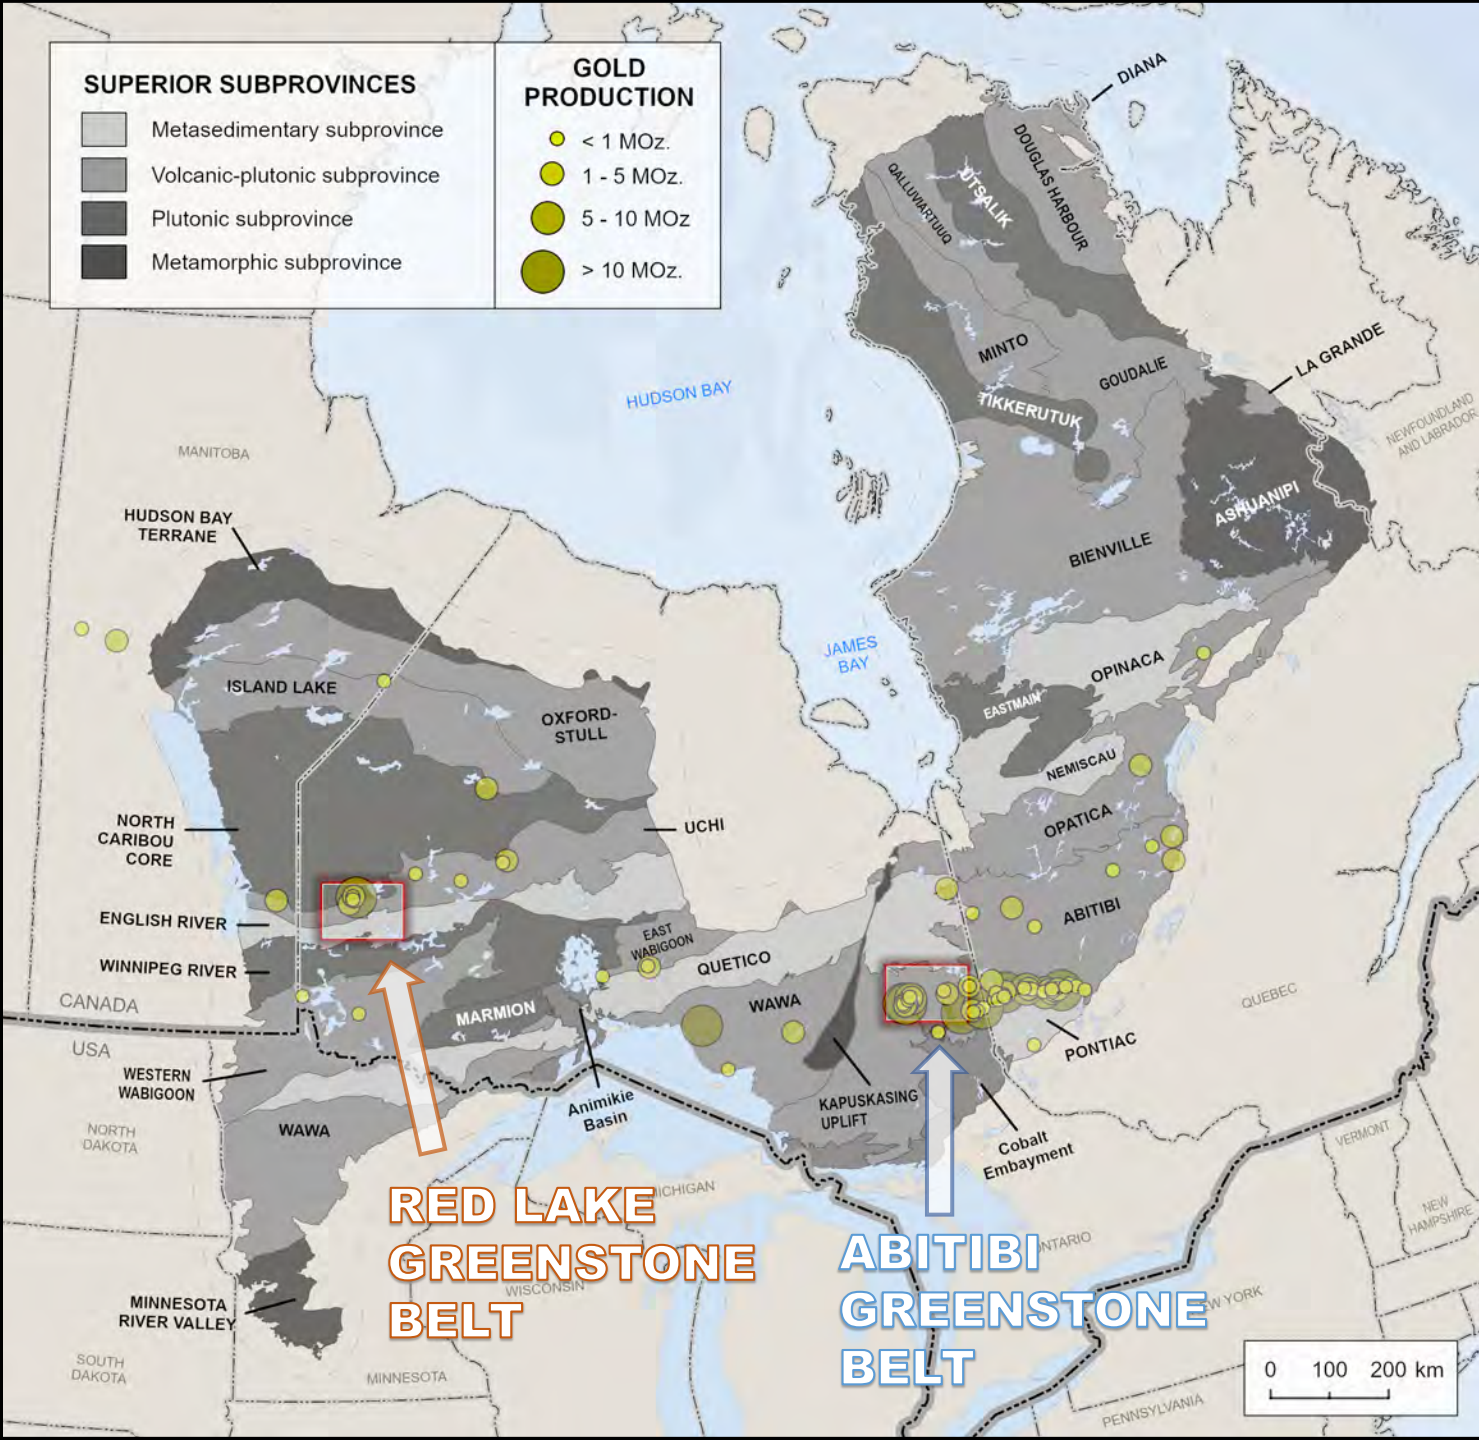 SUPERIOR SUBPROVINCES
Metasedimentary subprovince
Volcanic-plutonic subprovince
Plutonic subprovince
Metamorphic subprovince
GOLD
PRODUCTION
< 1 MOz.
1 - 5 MOz.
5 - 10 MOz
> 10 MOz.
DIANA
DOUGLAS HARBOUR
UTSALIK
QALLUVIARTUUQ
MINTO
GOUDALIE
LA GRANDE
TIKKERUTUK
HUDSON BAY
NEWFOUNDLAND
AND LABRADOR
MANITOBA
ASHUANIPI
HUDSON BAY
TERRANE
BIENVILLE
JAMES
BAY
OPINACA
ISLAND LAKE
EASTMAIN
OXFORD-
STULL
NEMISCAU
NORTH
CARIBOU
CORE
UCHI
OPATICA
ENGLISH RIVER
ABITIBI
EAST
WABIGOON
WINNIPEG RIVER
QUETICO
CANADA
WAWA
QUEBEC
MARMION
USA
PONTIAC
WESTERN
WABIGOON
Animikie
Basin
KAPUSKASING
UPLIFT
NORTH
DAKOTA
WAWA
Cobalt
Embayment
VERMONT
MICHIGAN
NEW
HAMPSHIRE
RED LAKE
GREENSTONE
BELT
ONTARIO
ABITIBI
GREENSTONE
BELT
WISCONSIN
NEW YORK
MINNESOTA
RIVER VALLEY
SOUTH
DAKOTA
MINNESOTA
PENNSYLVANIA
0 100 200 km